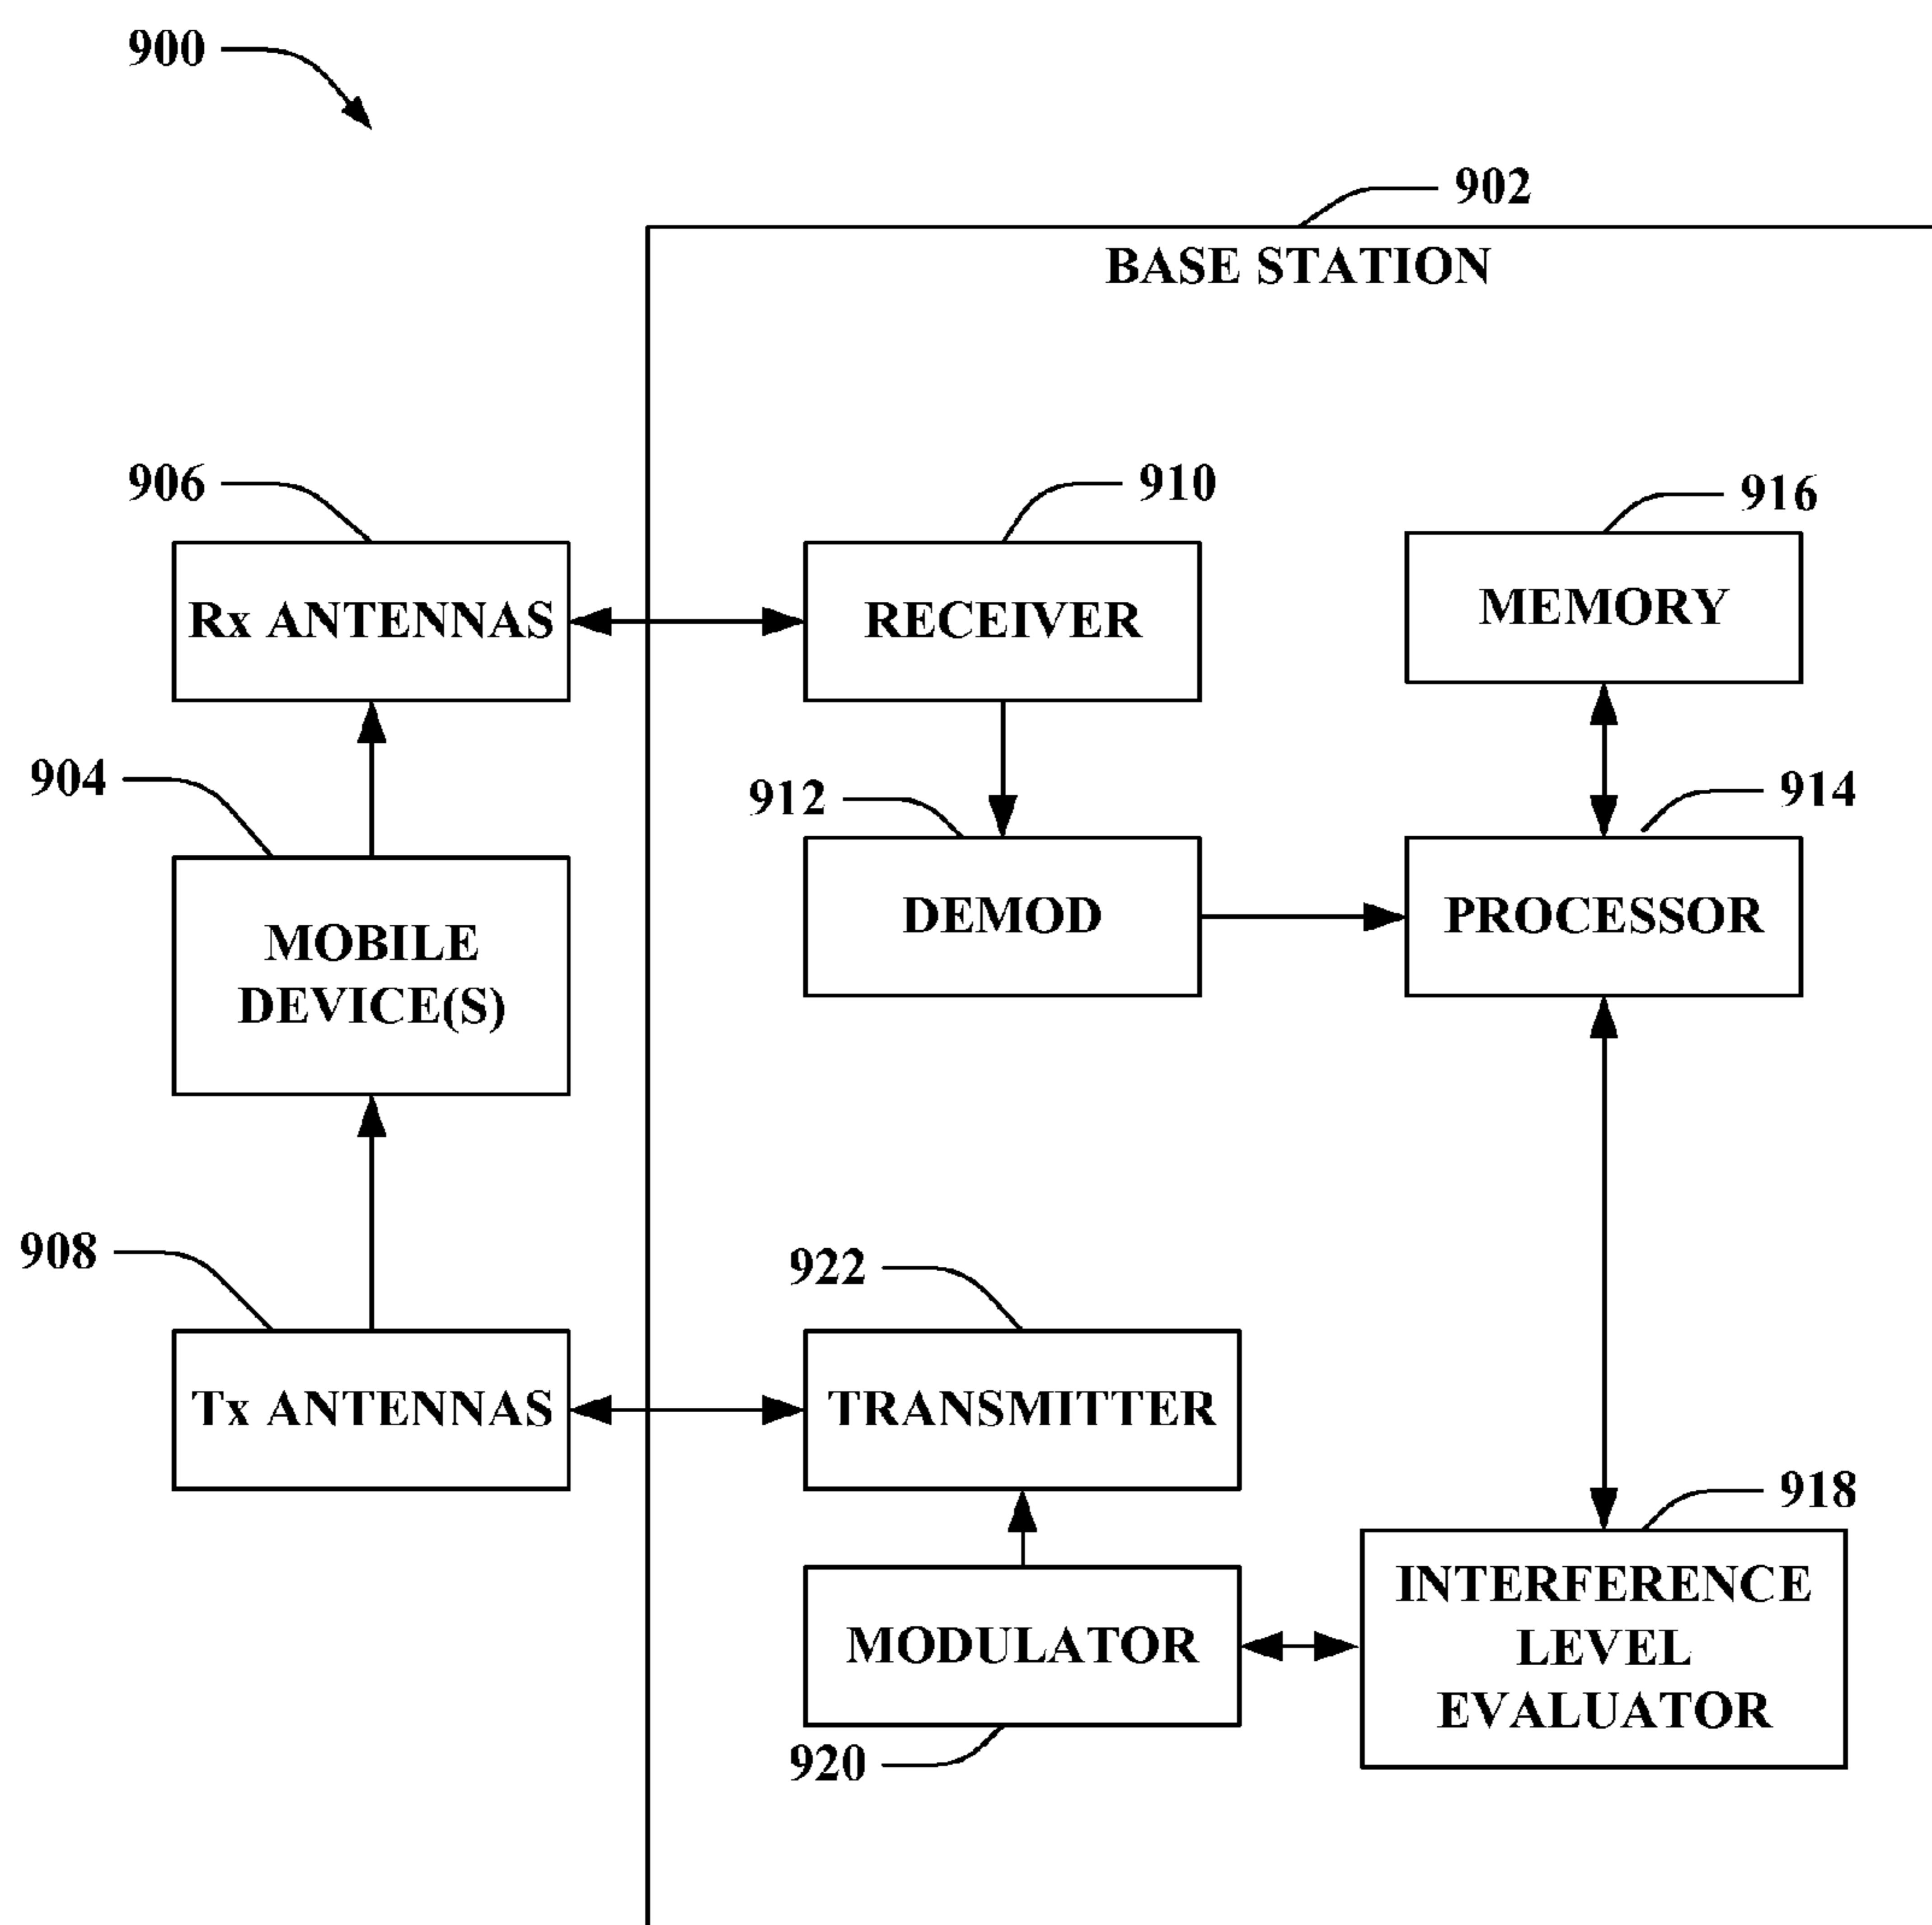 900
902
BASE STATION
906
910
916
Rx ANTENNAS
RECEIVER
MEMORY
904
912
914
MOBILE
DEVICE(S)
DEMOD
PROCESSOR
908
922
Tx ANTENNAS
TRANSMITTER
918
MODULATOR
INTERFERENCE
LEVEL
EVALUATOR
920